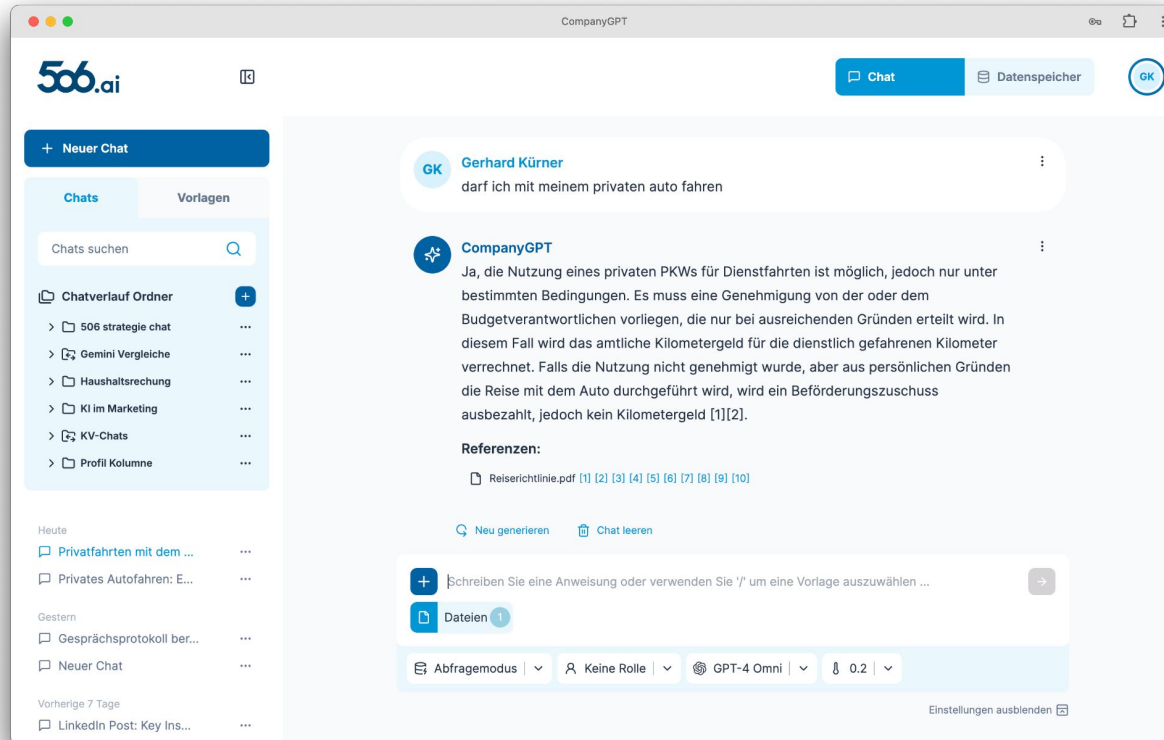 CompanyGPT
506.ai
Chat
Datenspeicher
GK
+ Neuer Chat
Chats
Vorlagen
Chats suchen
Chatverlauf Ordner
506 strategie chat
Gemini Vergleiche
Haushaltsrechung
KI im Marketing
KV-Chats
Profil Kolumne
Heute
Privatfahrten mit dem ...
Privates Autofahren: E...
Gestern
Gesprächsprotokoll ber...
Neuer Chat
Vorherige 7 Tage
LinkedIn Post: Key Ins...
GK
Gerhard Kürner
darf ich mit meinem privaten auto fahren
CompanyGPT
Ja, die Nutzung eines privaten PKWs für Dienstfahrten ist möglich, jedoch nur unter
bestimmten Bedingungen. Es muss eine Genehmigung von der oder dem
Budgetverantwortlichen vorliegen, die nur bei ausreichenden Gründen erteilt wird. In
diesem Fall wird das amtliche Kilometergeld für die dienstlich gefahrenen Kilometer
verrechnet. Falls die Nutzung nicht genehmigt wurde, aber aus persönlichen Gründen
die Reise mit dem Auto durchgeführt wird, wird ein Beförderungszuschuss
ausbezahlt, jedoch kein Kilometergeld [1][2].
Referenzen:
Reiserichtlinie.pdf [1] [2] [3] [4] [5] [6] [7] [8] [9] [10]
Neu generieren
Chat leeren
Schreiben Sie eine Anweisung oder verwenden Sie '/' um eine Vorlage auszuwählen ...
Dateien 1
Abfragemodus
Keine Rolle
GPT-4 Omni
0.2
Einstellungen ausblenden